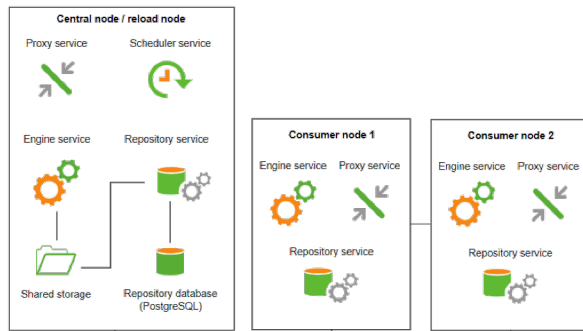 Central node / reload node
Proxy service
Scheduler service
Engine service
Repository service
Shared storage
Repository database
(PostgreSQL)
Consumer node 1
Engine service
Proxy service
Repository service
Consumer node 2
Engine service
Proxy service
Repository service